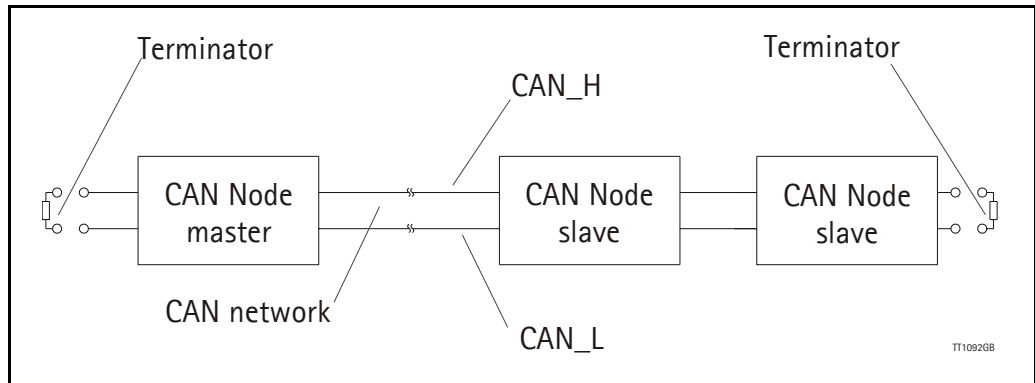 Terminator
Terminator
CAN_H
CAN Node
master
CAN Node
slave
CAN Node
slave
CAN network
CAN_L
TT1092GB